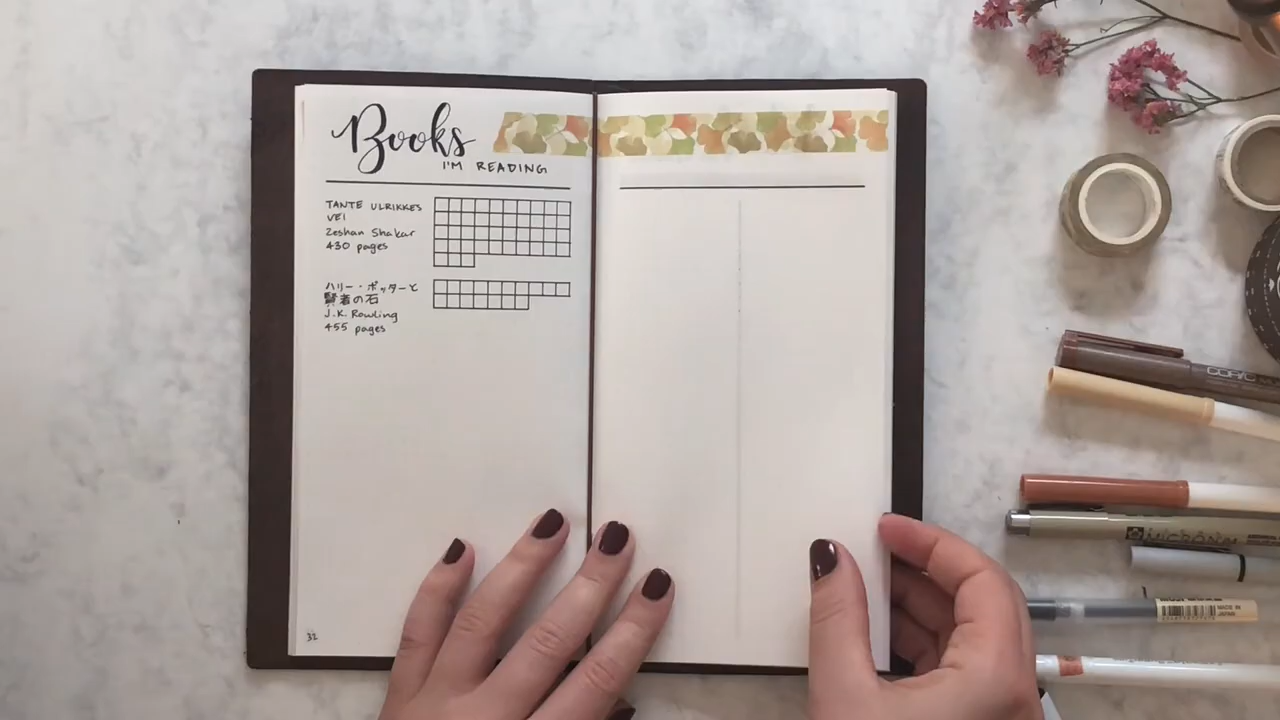 Books
I'M READING
TANTE ULRIKKES
VEI
Zeshan Shakar
430 pages
ハリー・ポッターと
賢者の石
J.K. Rowling
455 pages
32
COPIC
MICRON
MADE IN
JAPAN